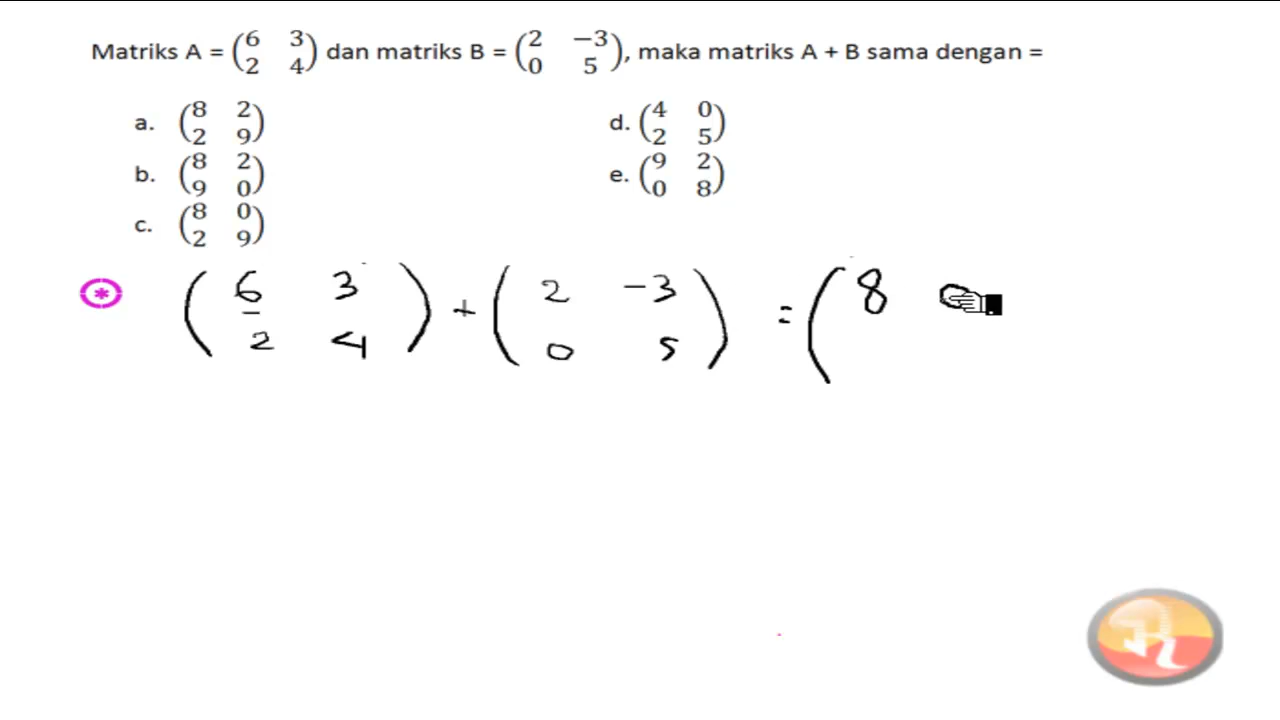 Matriks A = (6 3 2 4) dan matriks B = (2 −3 0 5), maka matriks A + B sama dengan =
a. (8 2 2 9)
b. (8 2 9 0)
c. (8 0 2 9)
d. (4 0 2 5)
e. (9 2 0 8)
* (6 3 2 4) + (2 -3 0 5) = (8 0